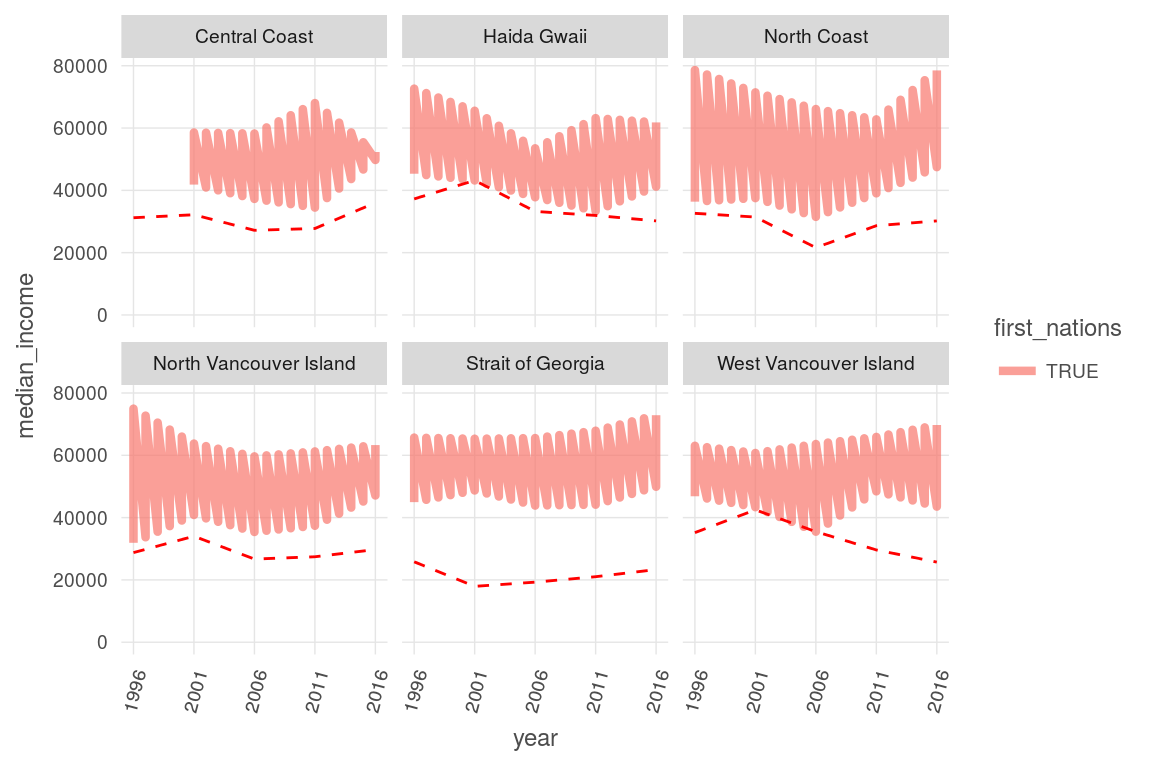 Central Coast
Haida Gwaii
North Coast
80000
60000
40000
20000
0
North Vancouver Island
Strait of Georgia
West Vancouver Island
80000
60000
40000
20000
0
1996
2001
2006
2011
2016
1996
2001
2006
2011
2016
1996
2001
2006
2011
2016
year
median_income
first_nations
TRUE